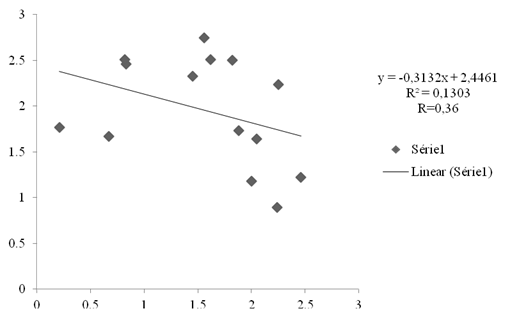 3
2.5
2
1.5
1
0.5
0
0 0.5 1 1.5 2 2.5 3
y = -0,3132x + 2,4461
R² = 0,1303
R=0,36
Série1
Linear (Série1)